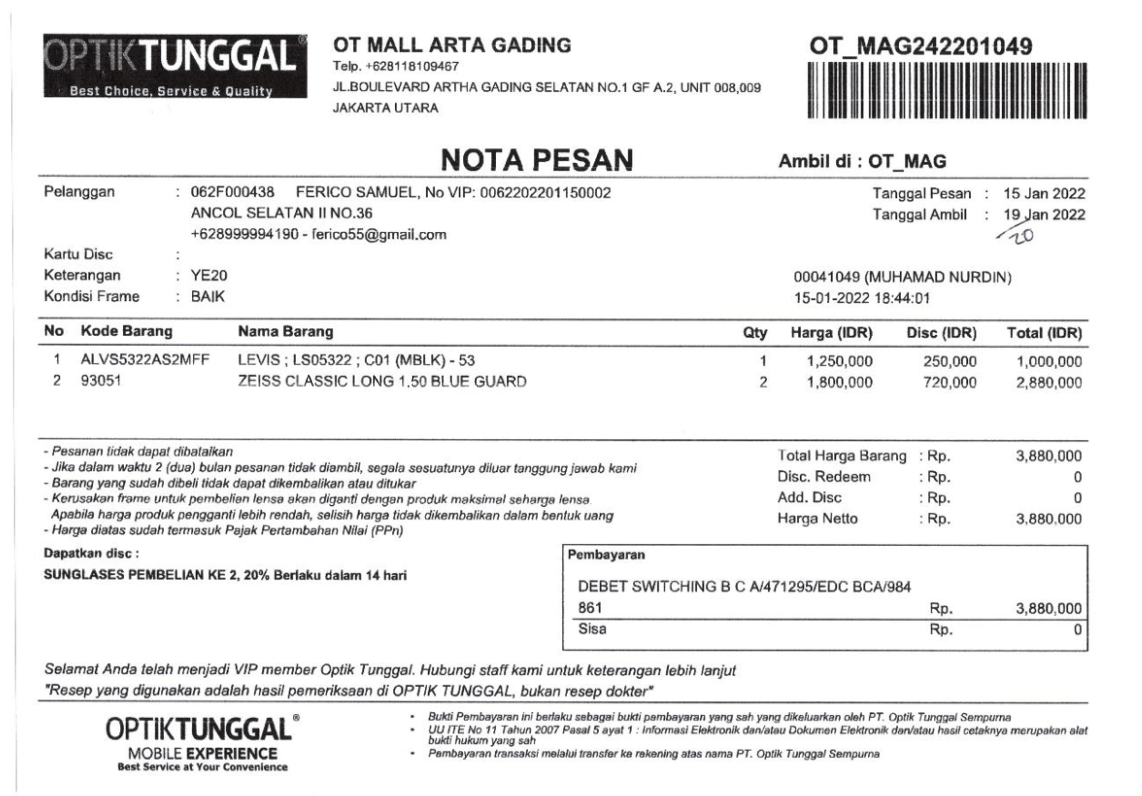 OPTIKTUNGGAL®
Best Choice, Service & Quality
OT MALL ARTA GADING
Telp. +628118109467
JL.BOULEVARD ARTHA GADING SELATAN NO.1 GF A.2, UNIT 008,009
JAKARTA UTARA
OT_MAG242201049
NOTA PESAN
Ambil di : OT_MAG
Pelanggan : 062F000438 FERICO SAMUEL, No VIP: 0062202201150002
ANCOL SELATAN II NO.36
+628999994190 - ferico55@gmail.com
Tanggal Pesan : 15 Jan 2022
Tanggal Ambil : 19 Jan 2022
20
Kartu Disc :
Keterangan : YE20
Kondisi Frame : BAIK
00041049 (MUHAMAD NURDIN)
15-01-2022 18:44:01
No Kode Barang Nama Barang Qty Harga (IDR) Disc (IDR) Total (IDR)
1 ALVS5322AS2MFF LEVIS ; LS05322 ; C01 (MBLK) - 53 1 1,250,000 250,000 1,000,000
2 93051 ZEISS CLASSIC LONG 1.50 BLUE GUARD 2 1,800,000 720,000 2,880,000
- Pesanan tidak dapat dibatalkan
- Jika dalam waktu 2 (dua) bulan pesanan tidak diambil, segala sesuatunya diluar tanggung jawab kami
- Barang yang sudah dibeli tidak dapat dikembalikan atau ditukar
- Kerusakan frame untuk pembelian lensa akan diganti dengan produk maksimal seharga lensa
Apabila harga produk pengganti lebih rendah, selisih harga tidak dikembalikan dalam bentuk uang
- Harga diatas sudah termasuk Pajak Pertambahan Nilai (PPn)
Total Harga Barang : Rp. 3,880,000
Disc. Redeem : Rp. 0
Add. Disc : Rp. 0
Harga Netto : Rp. 3,880,000
Dapatkan disc :
SUNGLASES PEMBELIAN KE 2, 20% Berlaku dalam 14 hari
Pembayaran
DEBET SWITCHING B C A/471295/EDC BCA/984
861 Rp. 3,880,000
Sisa Rp. 0
Selamat Anda telah menjadi VIP member Optik Tunggal. Hubungi staff kami untuk keterangan lebih lanjut
"Resep yang digunakan adalah hasil pemeriksaan di OPTIK TUNGGAL, bukan resep dokter"
OPTIKTUNGGAL®
MOBILE EXPERIENCE
Best Service at Your Convenience
• Bukti Pembayaran ini berlaku sebagai bukti pembayaran yang sah yang dikeluarkan oleh PT. Optik Tunggal Sempurna
• UU ITE No 11 Tahun 2007 Pasal 5 ayat 1 : Informasi Elektronik dan/atau Dokumen Elektronik dan/atau hasil cetaknya merupakan alat
bukti hukum yang sah
• Pembayaran transaksi melalui transfer ke rekening atas nama PT. Optik Tunggal Sempurna